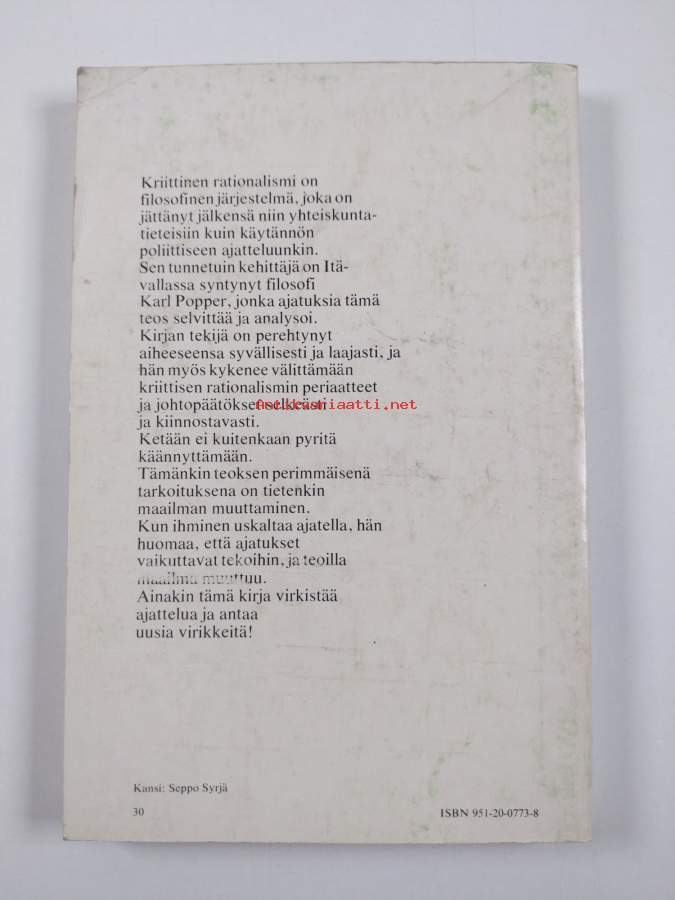 Kriittinen rationalismi on
filosofinen järjestelmä, joka on
jättänyt jälkensä niin yhteiskunta-
tieteisiin kuin käytännön
poliittiseen ajatteluunkin.
Sen tunnetuin kehittäjä on Itä-
vallassa syntynyt filosofi
Karl Popper, jonka ajatuksia tämä
teos selvittää ja analysoi.
Kirjan tekijä on perehtynyt
aiheeseensa syvällisesti ja laajasti, ja
hän myös kykenee välittämään
kriittisen rationalismin periaatteet
ja johtopäätökset selkeästi
Antikvariaatti.net
ja kiinnostavasti.
Ketään ei kuitenkaan pyritä
käännyttämään.
Tämänkin teoksen perimmäisenä
tarkoituksena on tietenkin
maailman muuttaminen.
Kun ihminen uskaltaa ajatella, hän
huomaa, että ajatukset
vaikuttavat tekoihin, ja teoilla
maailma muuttuu.
Ainakin tämä kirja virkistää
ajattelua ja antaa
uusia virikkeitä!
Kansi: Seppo Syrjä
30
ISBN 951-20-0773-8